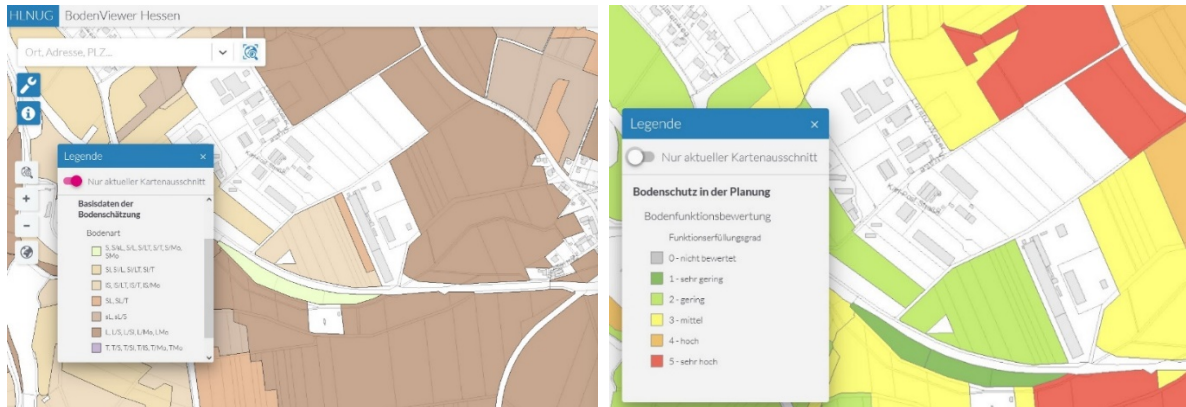 HLNUG BodenViewer Hessen
Ort, Adresse, PLZ...
Legende ×
Nur aktueller Kartenausschnitt
Basisdaten der
Bodenschätzung
Bodenart
S, S/sL, S/L, S/LT, S/T, S/Mo,
SMo
Sl, Sl/L, Sl/LT, Sl/T
lS, lS/LT, lS/T, lS/Mo
SL, SL/T
sL, sL/S
L, L/S, L/Sl, L/Mo, LMo
T, T/S, T/Sl, T/lS, T/Mo, TMo
Legende ×
Nur aktueller Kartenausschnitt
Bodenschutz in der Planung
Bodenfunktionsbewertung
Funktionserfüllungsgrad
0 - nicht bewertet
1 - sehr gering
2 - gering
3 - mittel
4 - hoch
5 - sehr hoch